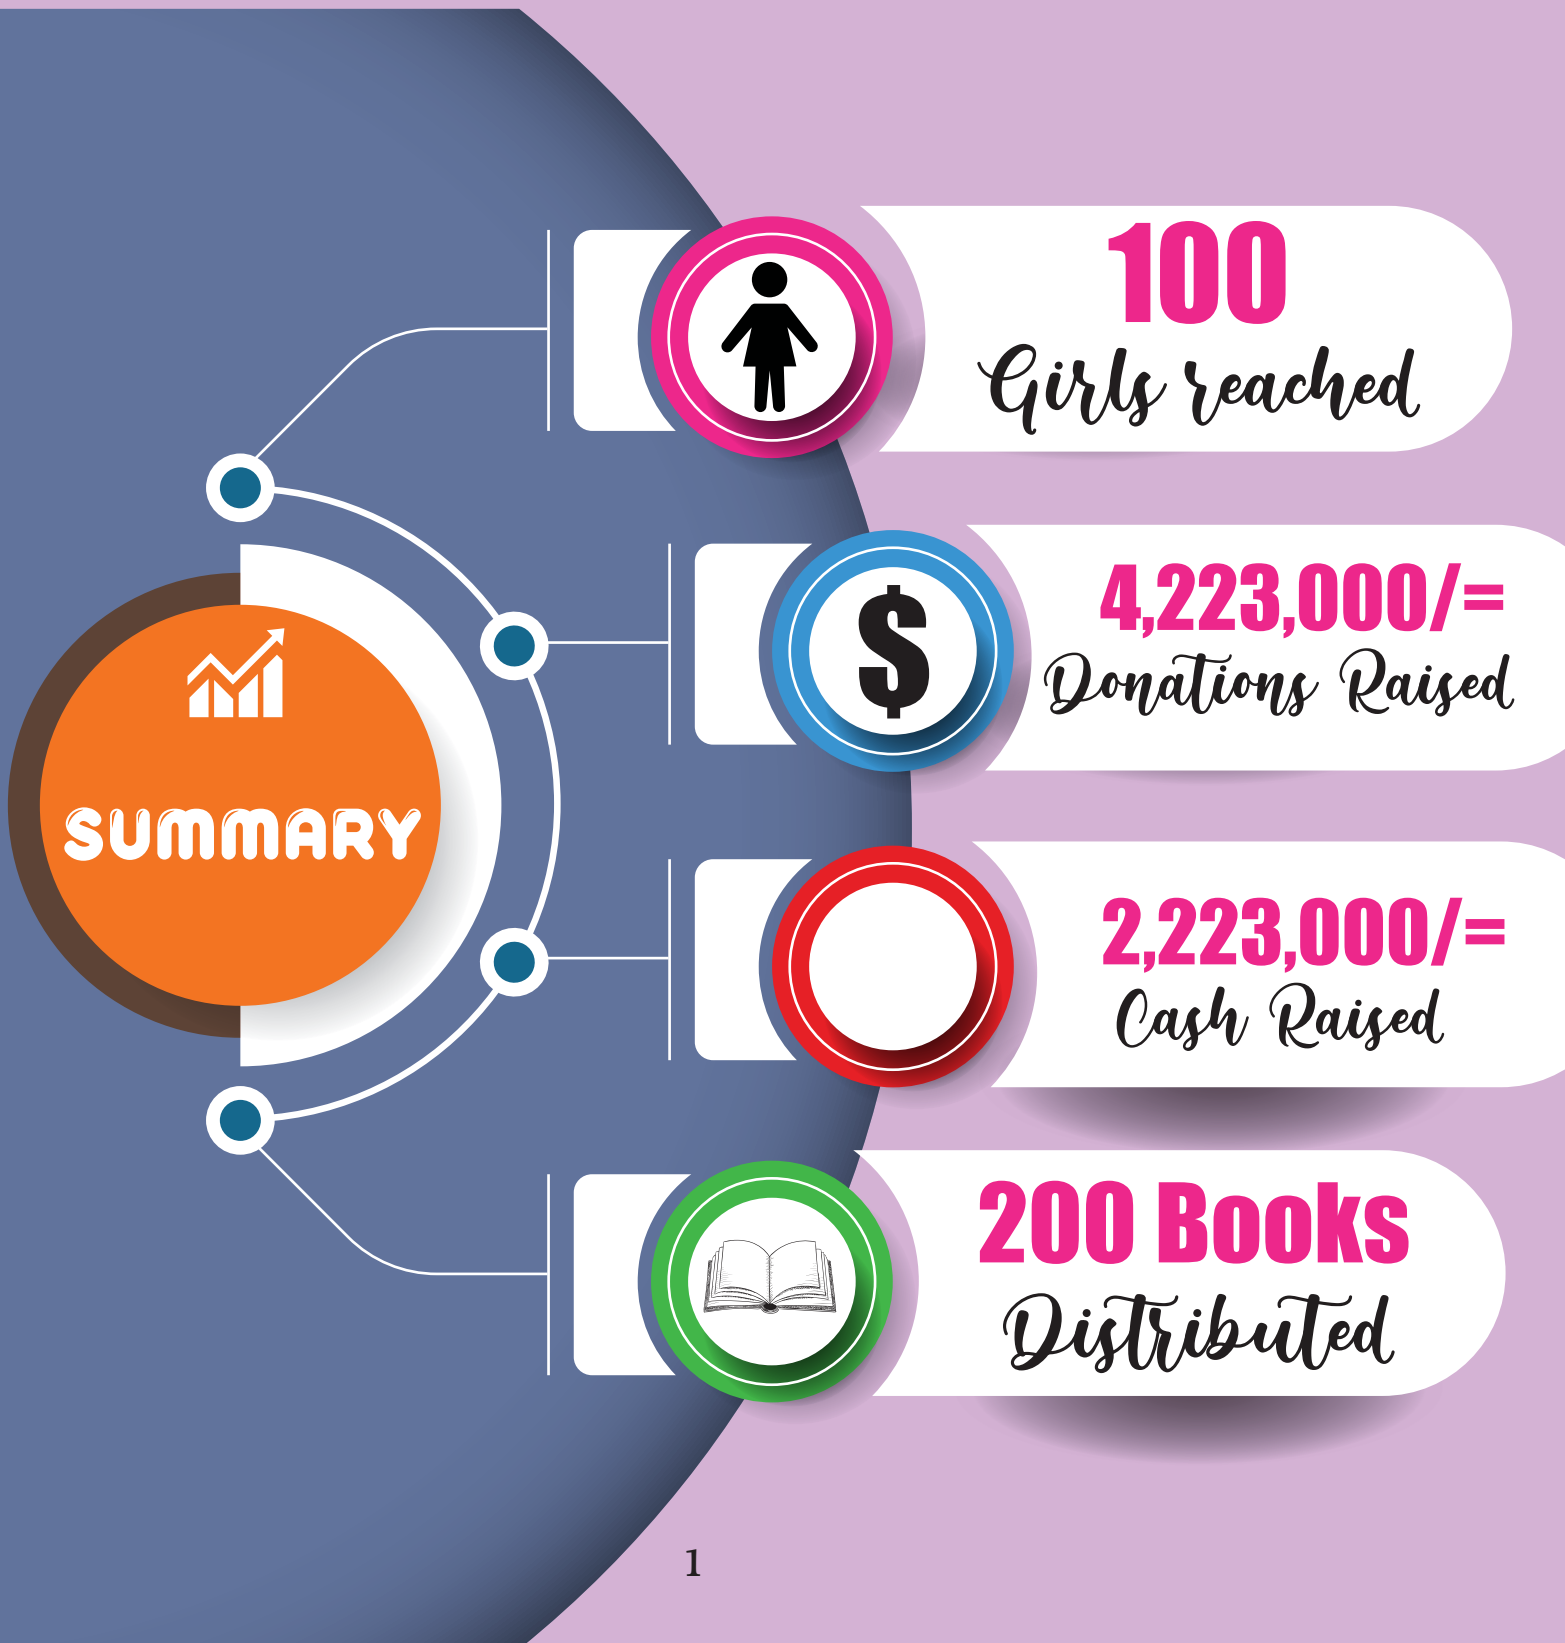 SUMMARY
100
Girls reached
$
4,223,000/=
Donations Raised
2,223,000/=
Cash Raised
200 Books
Distributed
1